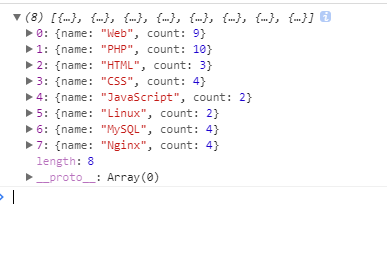 ▼(8) [{…}, {…}, {…}, {…}, {…}, {…}, {…}, {…}] i
▶0: {name: "Web", count: 9}
▶1: {name: "PHP", count: 10}
▶2: {name: "HTML", count: 3}
▶3: {name: "CSS", count: 4}
▶4: {name: "JavaScript", count: 2}
▶5: {name: "Linux", count: 2}
▶6: {name: "MySQL", count: 4}
▶7: {name: "Nginx", count: 4}
length: 8
▶__proto__: Array(0)